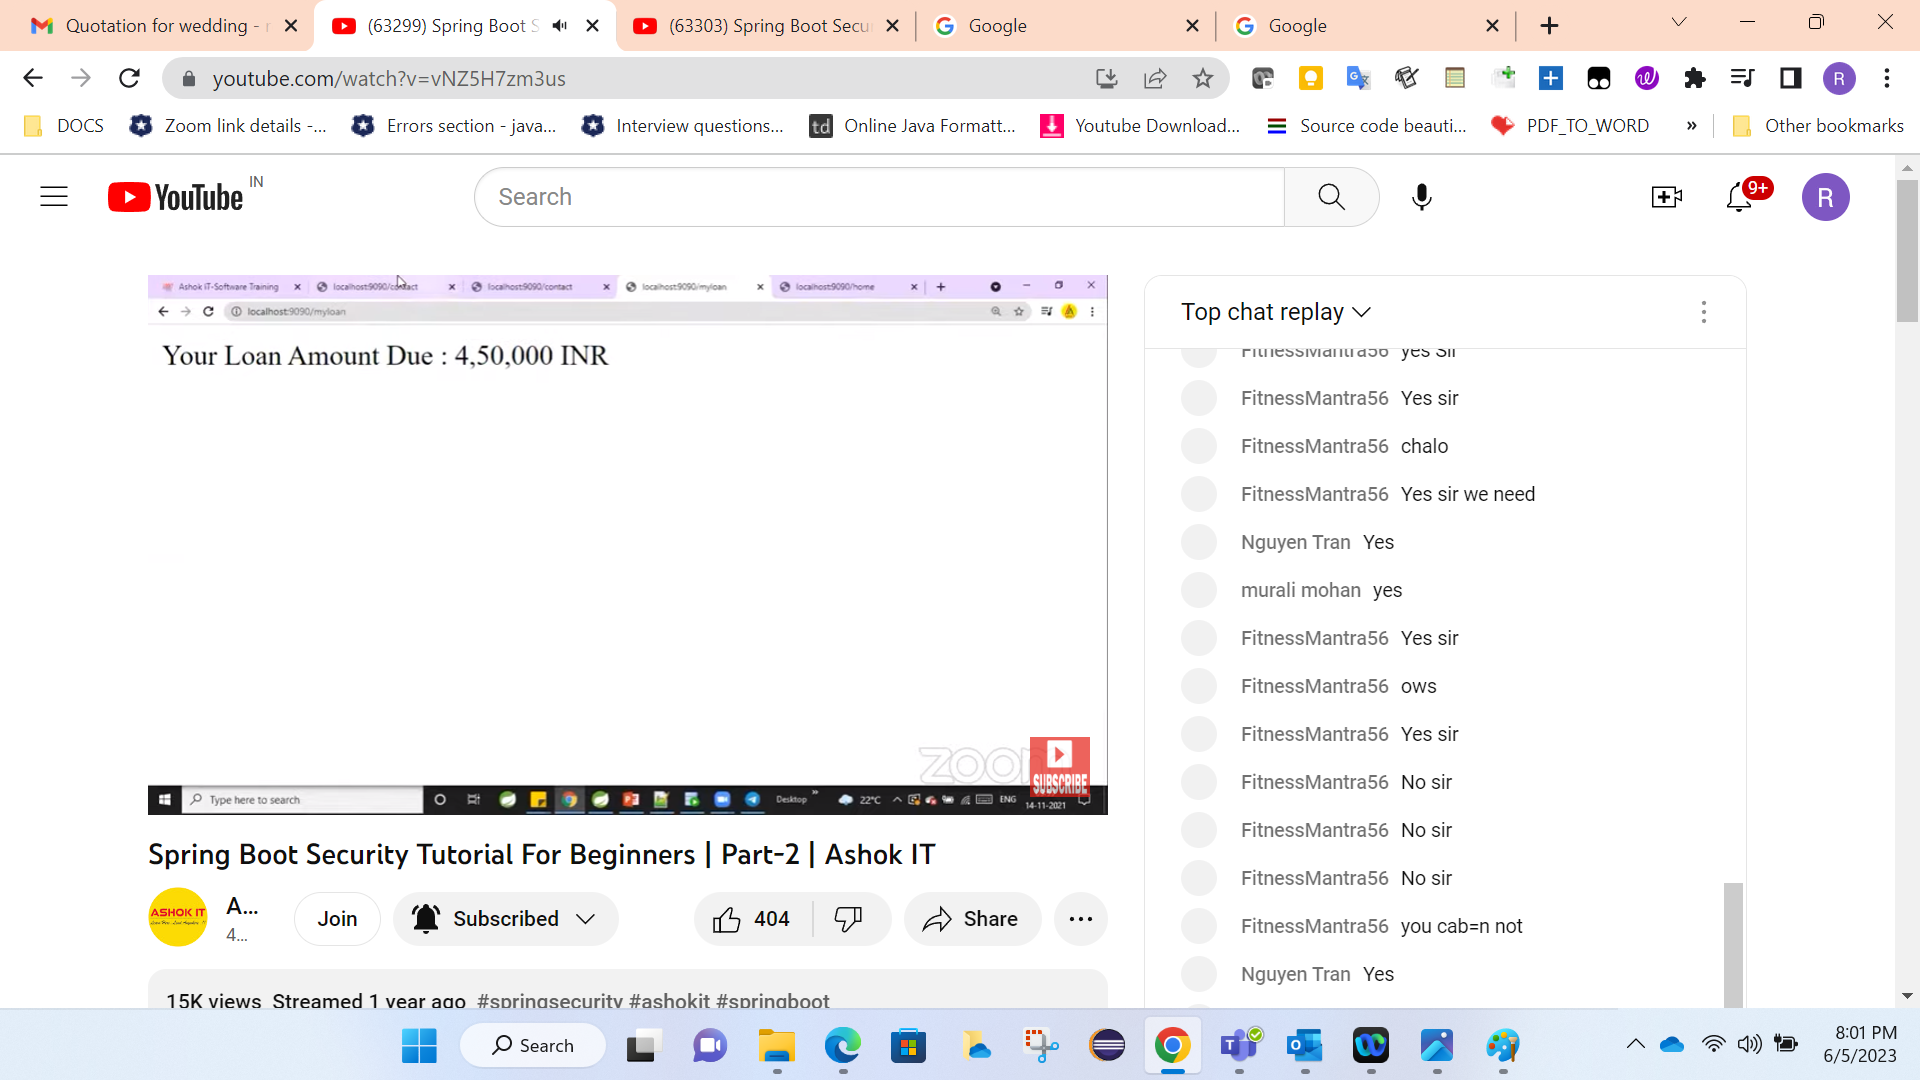 Quotation for wedding -
(63299) Spring Boot S
(63303) Spring Boot Secu
Google
Google
youtube.com/watch?v=vNZ5H7zm3us
R
DOCS
Zoom link details -...
Errors section - java...
Interview questions...
td
Online Java Formatt...
Youtube Download...
Source code beauti...
PDF_TO_WORD
»
Other bookmarks
YouTube
IN
Search
9+
R
Ashok IT-Software Training
localhost:9090/contact
localhost:9090/contact
localhost:9090/myloan
localhost:9090/home
localhost:9090/myloan
Your Loan Amount Due : 4,50,000 INR
zoom
SUBSCRIBE
Type here to search
Desktop
22°C
ENG
14-11-2021
Top chat replay
FitnessMantra56 yes Sir
FitnessMantra56 Yes sir
FitnessMantra56 chalo
FitnessMantra56 Yes sir we need
Nguyen Tran Yes
murali mohan yes
FitnessMantra56 Yes sir
FitnessMantra56 ows
FitnessMantra56 Yes sir
FitnessMantra56 No sir
FitnessMantra56 No sir
FitnessMantra56 No sir
FitnessMantra56 you cab=n not
Nguyen Tran Yes
Spring Boot Security Tutorial For Beginners | Part-2 | Ashok IT
ASHOK IT
A...
4...
Join
Subscribed
404
Share
15K views Streamed 1 year ago #springsecurity #ashokit #springboot
Search
8:01 PM
6/5/2023